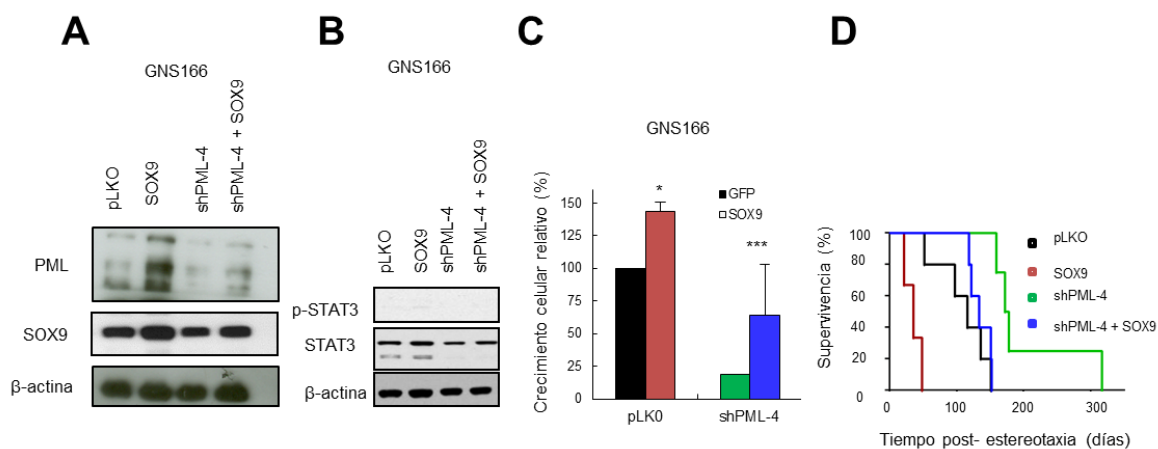 A
GNS166
pLKO
SOX9
shPML-4
shPML-4 + SOX9
PML
SOX9
β-actina
B
GNS166
pLKO
SOX9
shPML-4
shPML-4 + SOX9
p-STAT3
STAT3
β-actina
C
GNS166
Crecimiento celular relativo (%)
150
125
100
75
50
25
0
*
***
GFP
SOX9
pLK0
shPML-4
D
Supervivencia (%)
100
80
60
40
20
0
0
100
200
300
pLKO
SOX9
shPML-4
shPML-4 + SOX9
Tiempo post- estereotaxia (días)